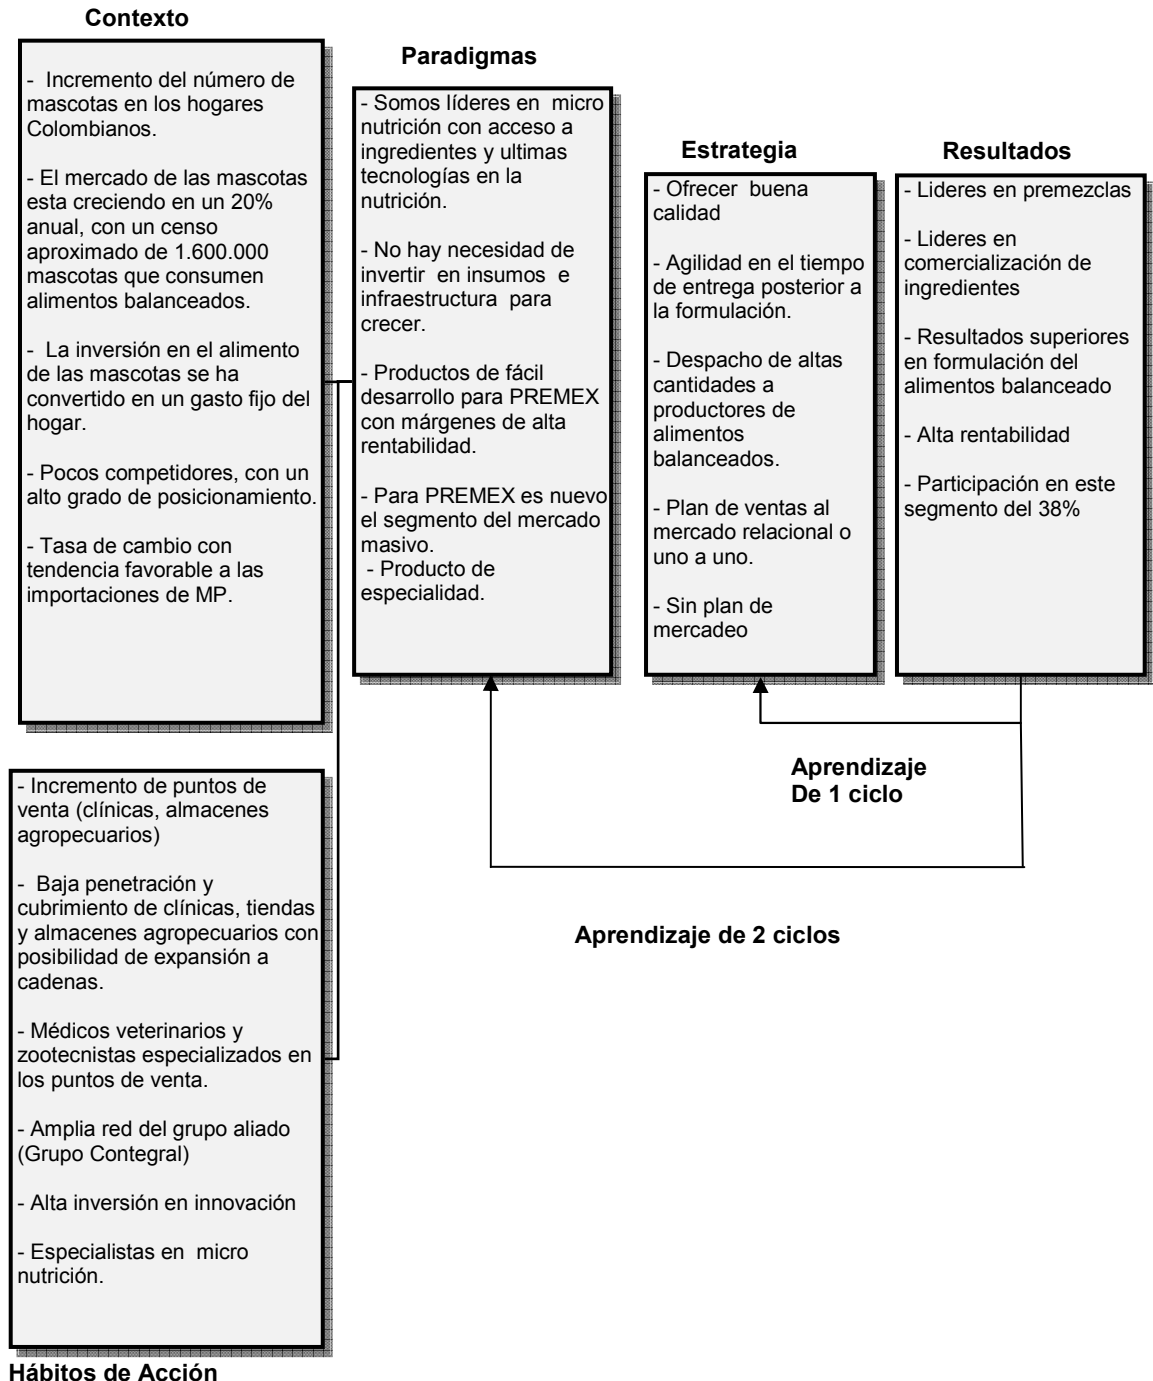 Contexto
- Incremento del número de
mascotas en los hogares
Colombianos.
- El mercado de las mascotas
esta creciendo en un 20%
anual, con un censo
aproximado de 1.600.000
mascotas que consumen
alimentos balanceados.
- La inversión en el alimento
de las mascotas se ha
convertido en un gasto fijo del
hogar.
- Pocos competidores, con un
alto grado de posicionamiento.
- Tasa de cambio con
tendencia favorable a las
importaciones de MP.
Paradigmas
- Somos líderes en micro
nutrición con acceso a
ingredientes y ultimas
tecnologías en la
nutrición.
- No hay necesidad de
invertir en insumos e
infraestructura para
crecer.
- Productos de fácil
desarrollo para PREMEX
con márgenes de alta
rentabilidad.
- Para PREMEX es nuevo
el segmento del mercado
masivo.
- Producto de
especialidad.
Estrategia
- Ofrecer buena
calidad
- Agilidad en el tiempo
de entrega posterior a
la formulación.
- Despacho de altas
cantidades a
productores de
alimentos
balanceados.
- Plan de ventas al
mercado relacional o
uno a uno.
- Sin plan de
mercadeo
Resultados
- Lideres en premezclas
- Lideres en
comercialización de
ingredientes
- Resultados superiores
en formulación del
alimentos balanceado
- Alta rentabilidad
- Participación en este
segmento del 38%
Aprendizaje
De 1 ciclo
Aprendizaje de 2 ciclos
- Incremento de puntos de
venta (clínicas, almacenes
agropecuarios)
- Baja penetración y
cubrimiento de clínicas, tiendas
y almacenes agropecuarios con
posibilidad de expansión a
cadenas.
- Médicos veterinarios y
zootecnistas especializados en
los puntos de venta.
- Amplia red del grupo aliado
(Grupo Contegral)
- Alta inversión en innovación
- Especialistas en micro
nutrición.
Hábitos de Acción